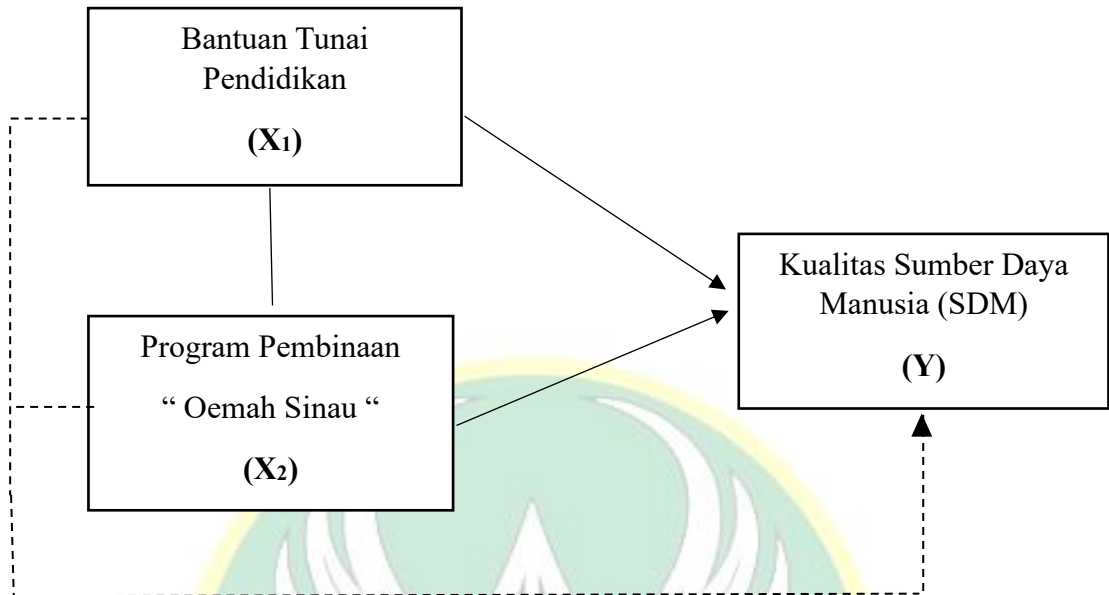 Bantuan Tunai
Pendidikan
(X1)
Kualitas Sumber Daya
Manusia (SDM)
(Y)
Program Pembinaan
“ Oemah Sinau “
(X2)